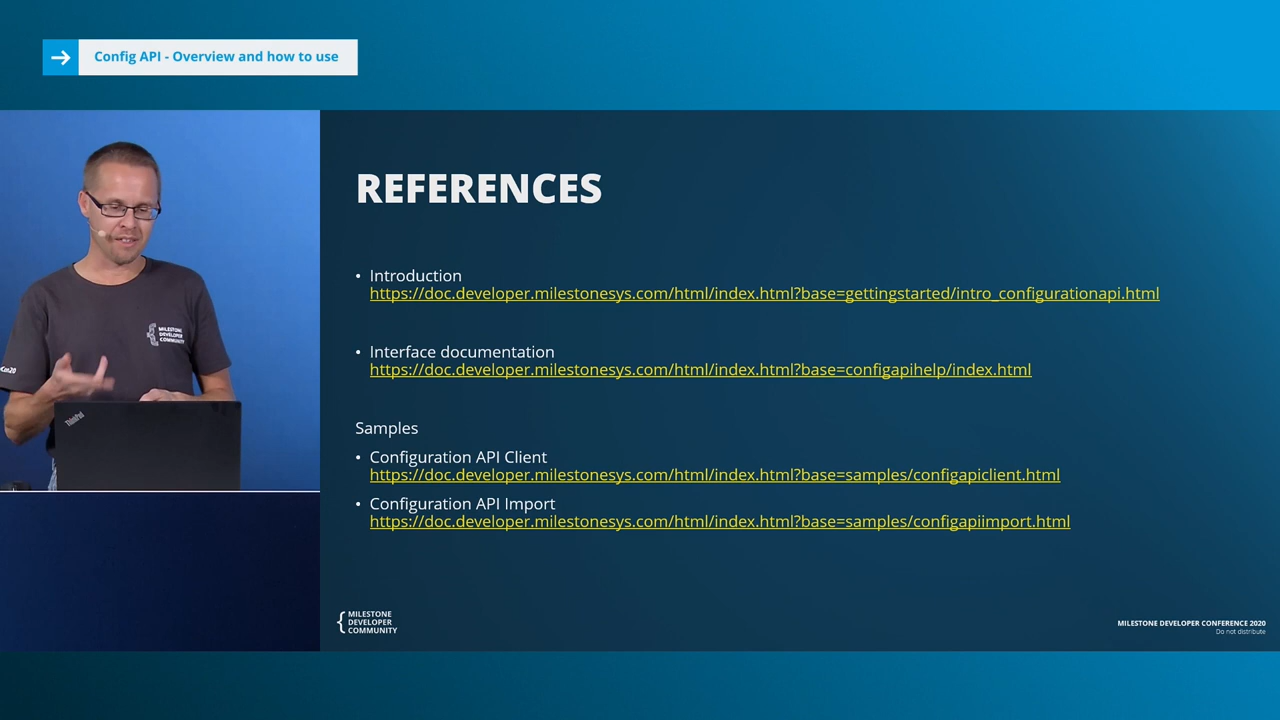 Config API - Overview and how to use
REFERENCES
• Introduction
https://doc.developer.milestonesys.com/html/index.html?base=gettingstarted/intro_configurationapi.html
• Interface documentation
https://doc.developer.milestonesys.com/html/index.html?base=configapihelp/index.html
Samples
• Configuration API Client
https://doc.developer.milestonesys.com/html/index.html?base=samples/configapiclient.html
• Configuration API Import
https://doc.developer.milestonesys.com/html/index.html?base=samples/configapiimport.html
MILESTONE
DEVELOPER
COMMUNITY
ThinkPad
MILESTONE
DEVELOPER
COMMUNITY
MILESTONE DEVELOPER CONFERENCE 2020
Do not distribute